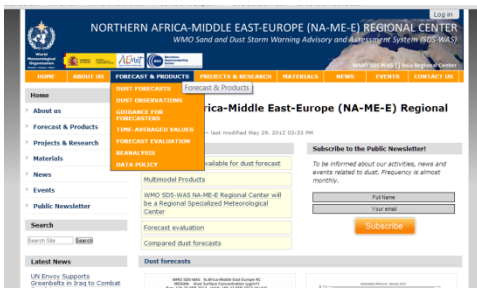 Log in
NORTHERN AFRICA-MIDDLE EAST-EUROPE (NA-ME-E) REGIONAL CENTER
WMO Sand and Dust Storm Warning Advisory and Assessment System (SDS-WAS)
World
Meteorological
Organization
WMO SDS-WAS | Asia Regional Center
HOME ABOUT US FORECAST & PRODUCTS PROJECTS & RESEARCH MATERIALS NEWS EVENTS CONTACT US
DUST FORECASTS
Forecast & Products
DUST OBSERVATIONS
GUIDANCE FOR
FORECASTERS
TIME-AVERAGED VALUES
FORECAST EVALUATION
REANALYSIS
DATA POLICY
Home
About us
Forecast & Products
Projects & Research
Materials
News
Events
Public Newsletter
Search
Search Site Search
Latest News
UN Envoy Supports
Greenbelts in Iraq to Combat
rica-Middle East-Europe (NA-ME-E) Regional
last modified May 29, 2012 03:33 PM
available for dust forecast
Multimodel Products
WMO SDS-WAS NA-ME-E Regional Center will
be a Regional Specialized Meteorological
Center
Forecast evaluation
Compared dust forecasts
Subscribe to the Public Newsletter!
To be informed about our activities, news and
events related to dust. Frequency is almost
monthly.
Full Name
Your email
Subscribe
Dust forecasts